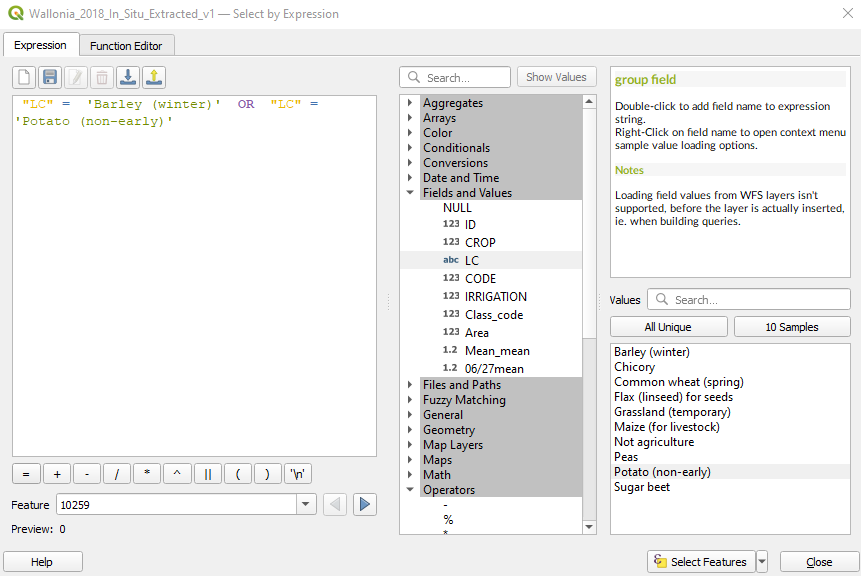 Wallonia_2018_In_Situ_Extracted_v1 — Select by Expression
Expression
Function Editor
"LC" = 'Barley (winter)' OR "LC" =
'Potato (non-early)'
= + - / * ^ || ( ) '\n'
Feature 10259
Preview: 0
Help
Search...
Show Values
Aggregates
Arrays
Color
Conditionals
Conversions
Date and Time
Fields and Values
NULL
123 ID
123 CROP
abc LC
123 CODE
123 IRRIGATION
123 Class_code
123 Area
1.2 Mean_mean
1.2 06/27mean
Files and Paths
Fuzzy Matching
General
Geometry
Map Layers
Maps
Math
Operators
-
%
*
group field
Double-click to add field name to expression
string.
Right-Click on field name to open context menu
sample value loading options.
Notes
Loading field values from WFS layers isn't
supported, before the layer is actually inserted,
ie. when building queries.
Values Search...
All Unique
10 Samples
Barley (winter)
Chicory
Common wheat (spring)
Flax (linseed) for seeds
Grassland (temporary)
Maize (for livestock)
Not agriculture
Peas
Potato (non-early)
Sugar beet
Select Features
Close